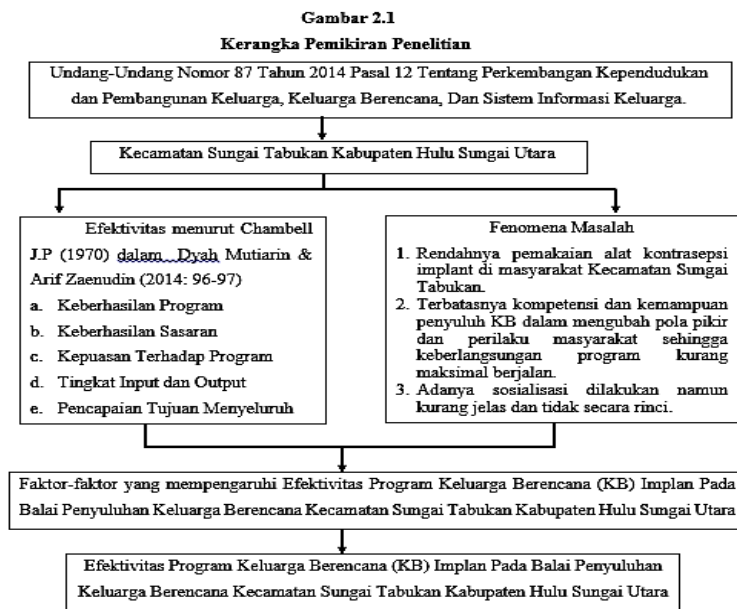 Gambar 2.1
Kerangka Pemikiran Penelitian
Undang-Undang Nomor 87 Tahun 2014 Pasal 12 Tentang Perkembangan Kependudukan
dan Pembangunan Keluarga, Keluarga Berencana, Dan Sistem Informasi Keluarga.
Kecamatan Sungai Tabukan Kabupaten Hulu Sungai Utara
Efektivitas menurut Chambell
J.P (1970) dalam Dyah Mutiarin &
Arif Zaenudin (2014: 96-97)
a. Keberhasilan Program
b. Keberhasilan Sasaran
c. Kepuasan Terhadap Program
d. Tingkat Input dan Output
e. Pencapaian Tujuan Menyeluruh
Fenomena Masalah
1. Rendahnya pemakaian alat kontrasepsi
implant di masyarakat Kecamatan Sungai
Tabukan.
2. Terbatasnya kompetensi dan kemampuan
penyuluh KB dalam mengubah pola pikir
dan perilaku masyarakat sehingga
keberlangsungan program kurang
maksimal berjalan.
3. Adanya sosialisasi dilakukan namun
kurang jelas dan tidak secara rinci.
Faktor-faktor yang mempengaruhi Efektivitas Program Keluarga Berencana (KB) Implan Pada
Balai Penyuluhan Keluarga Berencana Kecamatan Sungai Tabukan Kabupaten Hulu Sungai Utara
Efektivitas Program Keluarga Berencana (KB) Implan Pada Balai Penyuluhan
Keluarga Berencana Kecamatan Sungai Tabukan Kabupaten Hulu Sungai Utara